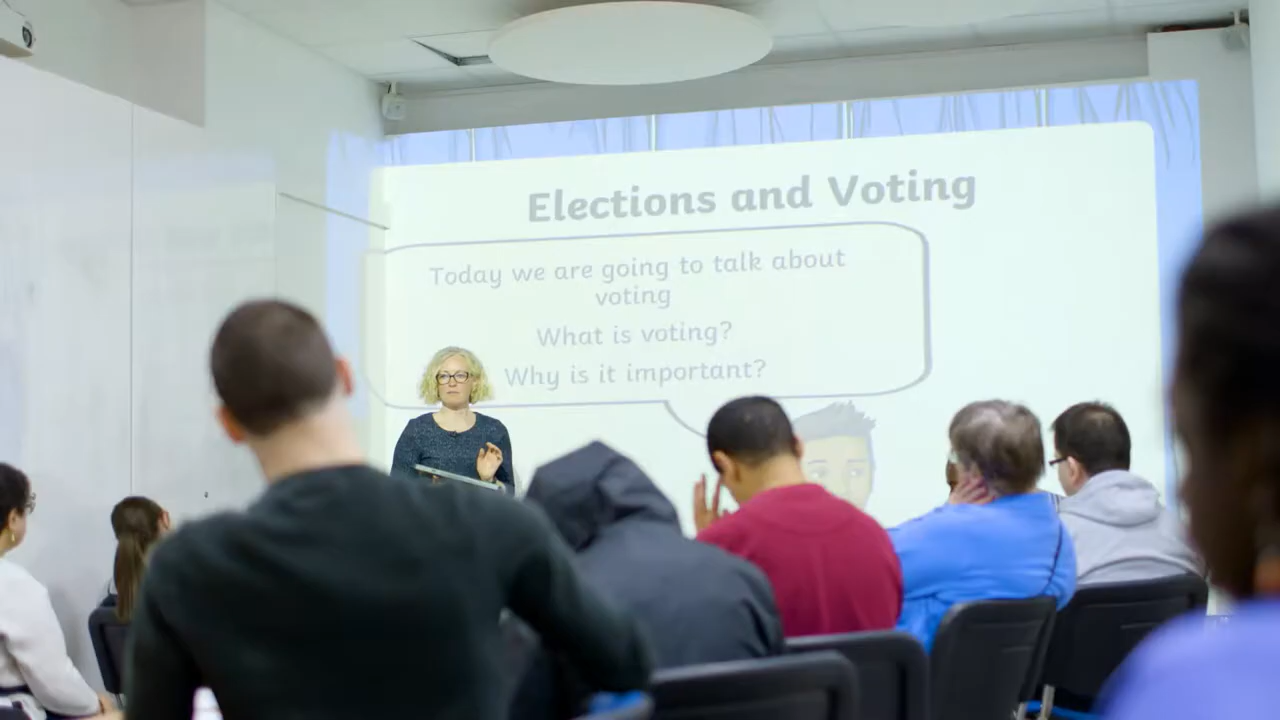 Elections and Voting
Today we are going to talk about
voting
What is voting?
Why is it important?